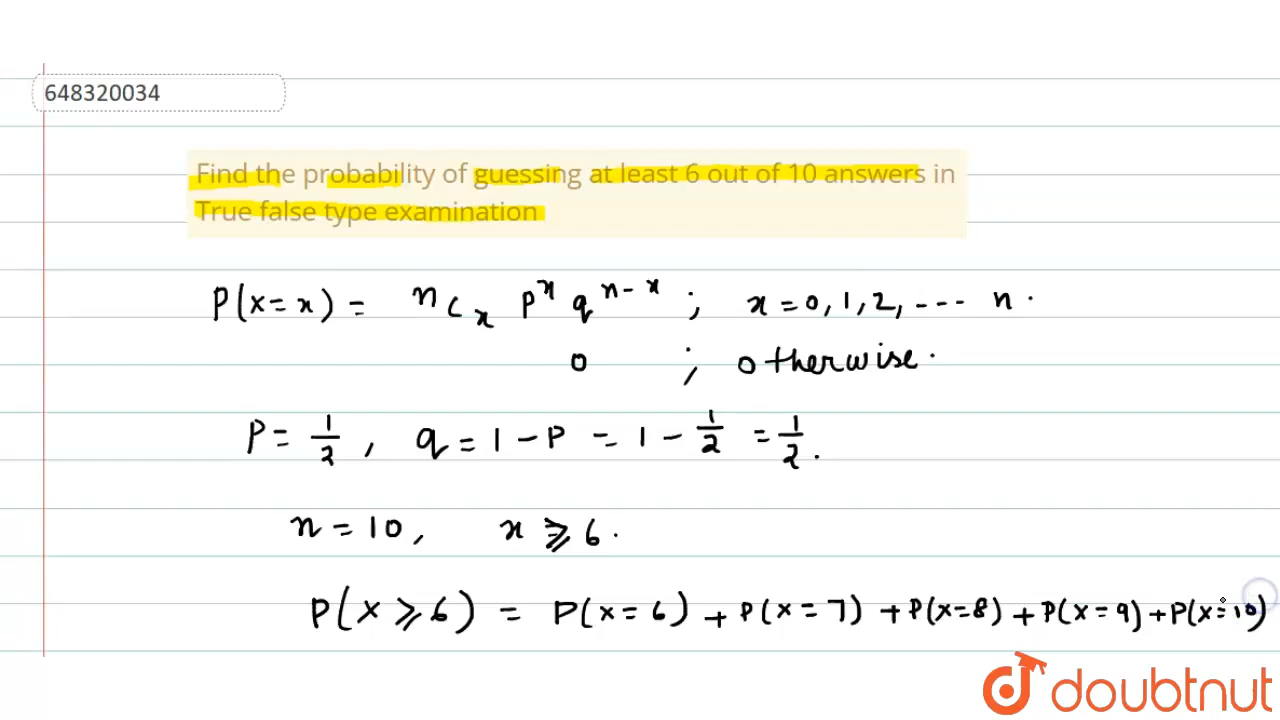 648320034
Find the probability of guessing at least 6 out of 10 answers in
True false type examination
P(x=x) = nCx p^x q^n-x ; x=0,1,2,---- n.
0 ; otherwise.
P = 1/2, q = 1-P = 1-1/2 = 1/2.
n=10, x ≥ 6.
P(x ≥ 6) = P(x=6) + P(x=7) + P(x=8) + P(x=9) + P(x=10)
doubtnut